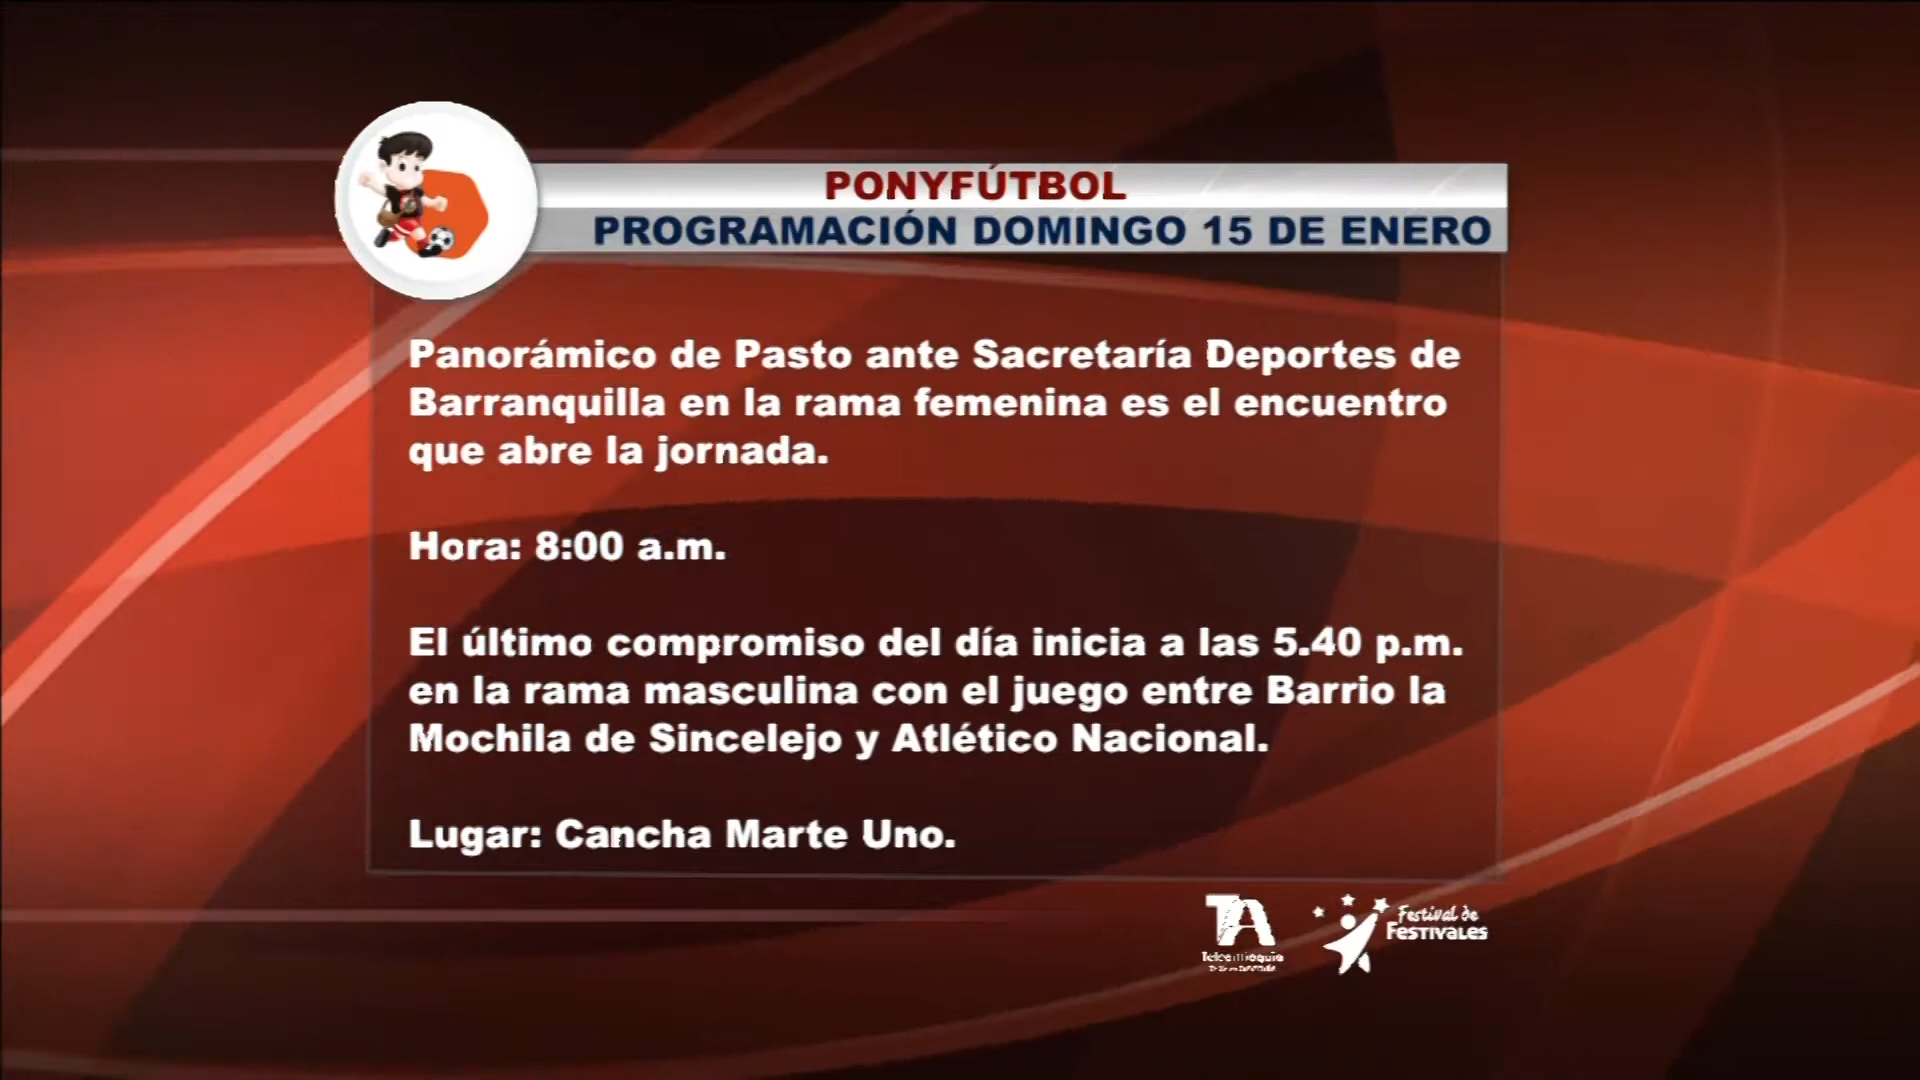 PONYFÚTBOL
PROGRAMACIÓN DOMINGO 15 DE ENERO
Panorámico de Pasto ante Sacretaría Deportes de
Barranquilla en la rama femenina es el encuentro
que abre la jornada.
Hora: 8:00 a.m.
El último compromiso del día inicia a las 5.40 p.m.
en la rama masculina con el juego entre Barrio la
Mochila de Sincelejo y Atlético Nacional.
Lugar: Cancha Marte Uno.
TA
Festival de
FESTIVALES